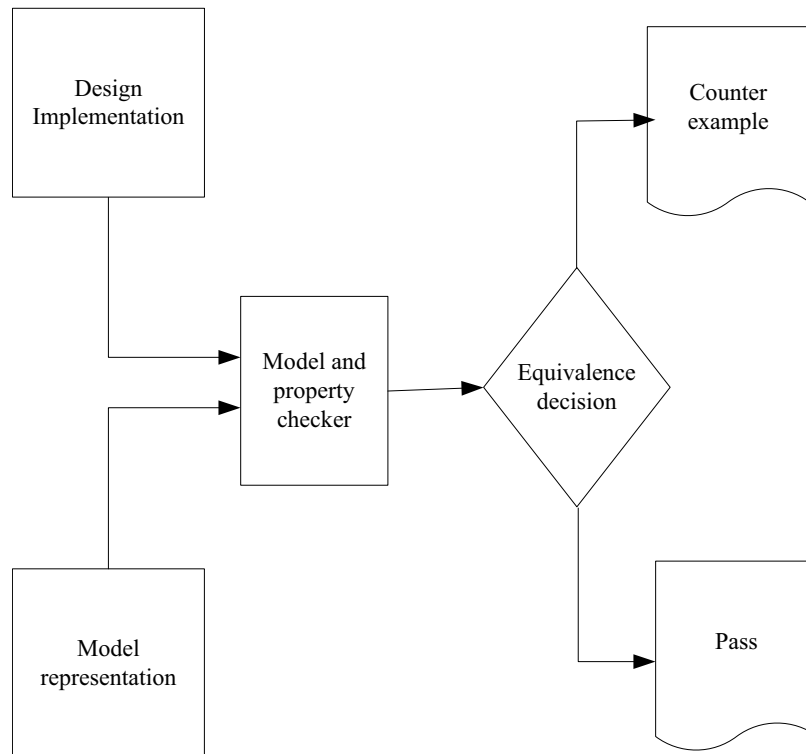 Design
Implementation
Counter
example
Model and
property
checker
Equivalence
decision
Model
representation
Pass